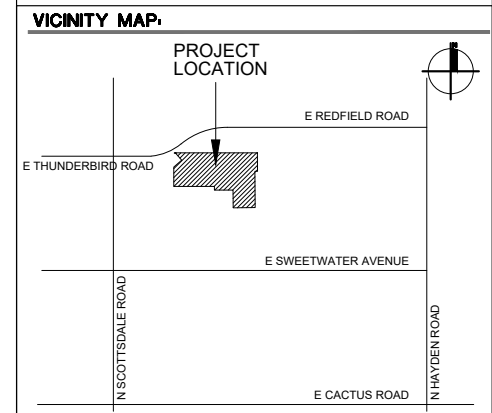 VICINITY MAP:
PROJECT
LOCATION
E REDFIELD ROAD
E THUNDERBIRD ROAD
E SWEETWATER AVENUE
N SCOTTSDALE ROAD
N HAYDEN ROAD
E CACTUS ROAD